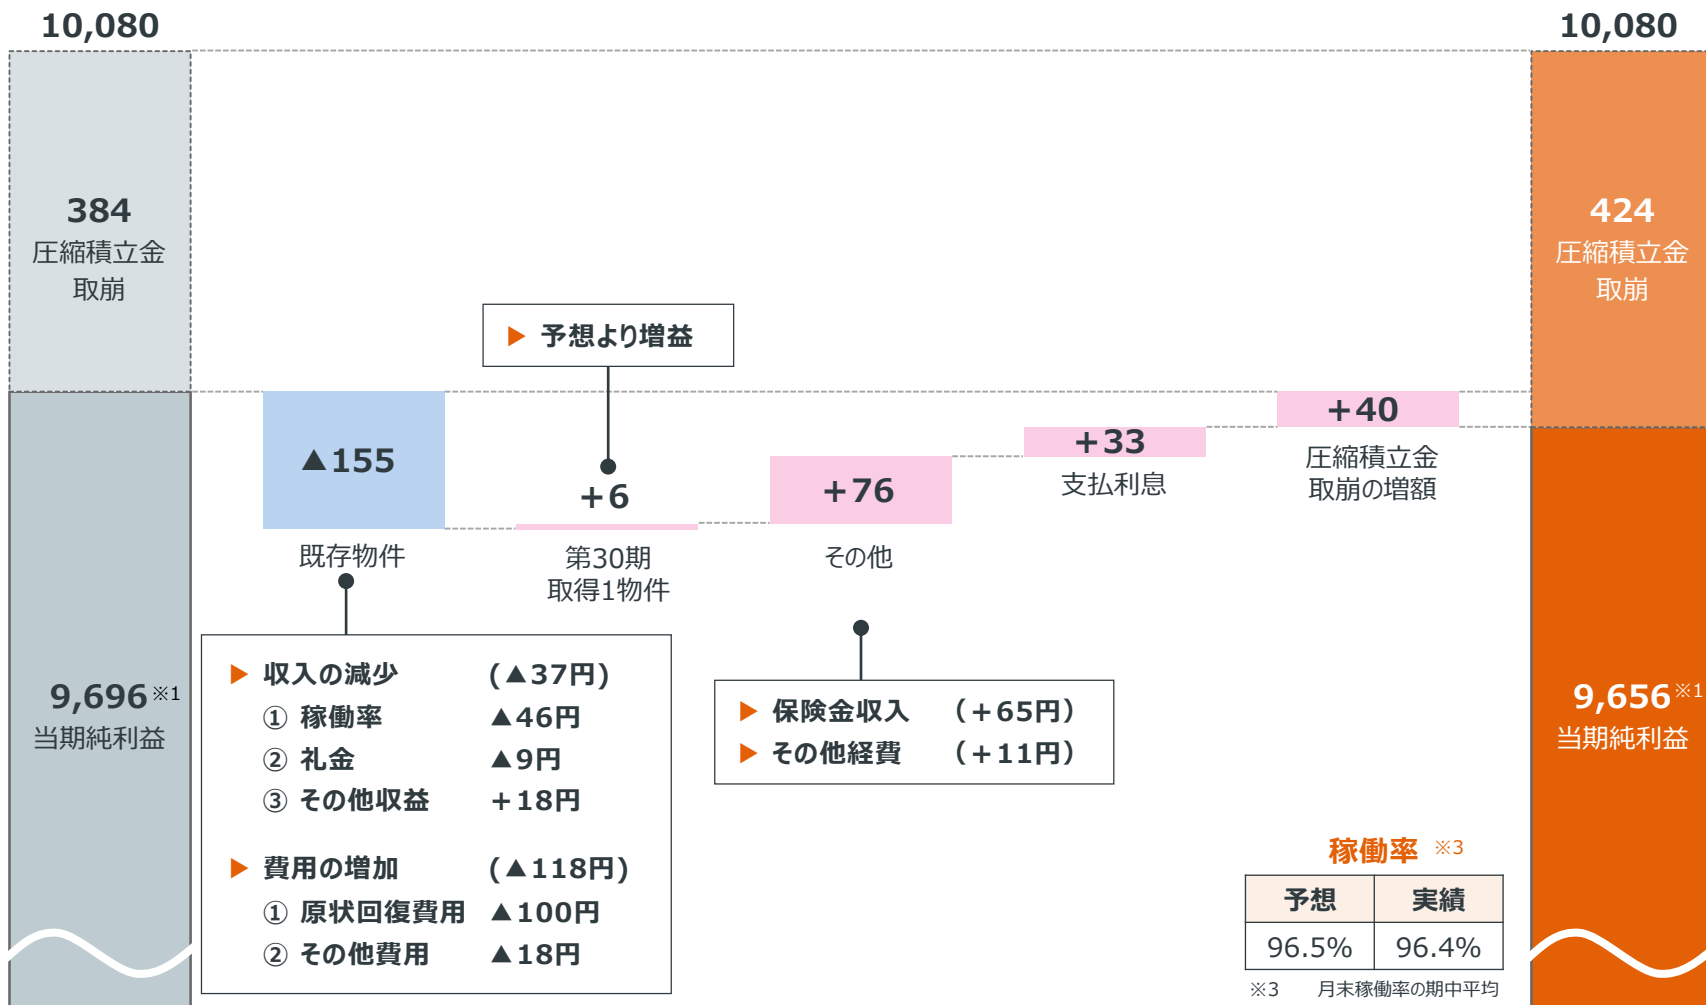 10,080
10,080
384
圧縮積立金
取崩
424
圧縮積立金
取崩
▶ 予想より増益
▲155
+6
+76
+33
+40
既存物件
第30期
取得1物件
その他
支払利息
圧縮積立金
取崩の増額
9,696※1
当期純利益
▶ 収入の減少 (▲37円)
① 稼働率 ▲46円
② 礼金 ▲9円
③ その他収益 +18円
▶ 費用の増加 (▲118円)
① 原状回復費用 ▲100円
② その他費用 ▲18円
▶ 保険金収入 (+65円)
▶ その他経費 (+11円)
9,656※1
当期純利益
稼働率 ※3
予想 実績
96.5% 96.4%
※3 月末稼働率の期中平均